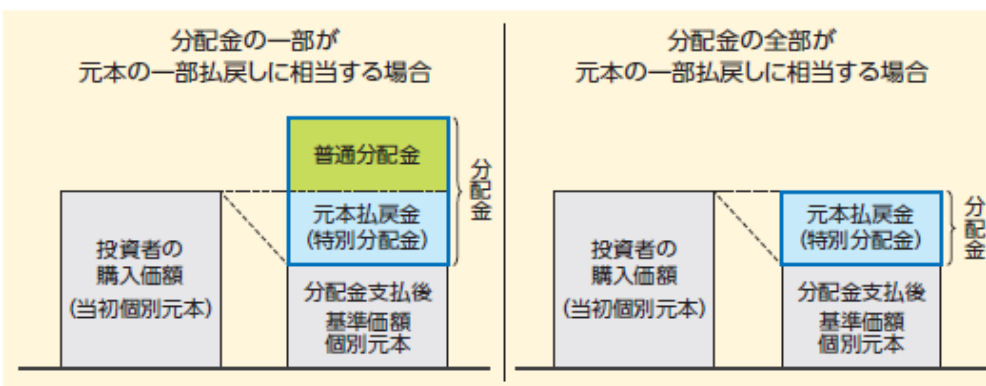 分配金の一部が
元本の一部払戻しに相当する場合
普通分配金
元本払戻金
(特別分配金)
分配金
投資者の
購入価額
(当初個別元本)
分配金支払後
基準価額
個別元本
分配金の全部が
元本の一部払戻しに相当する場合
元本払戻金
(特別分配金)
分配金
投資者の
購入価額
(当初個別元本)
分配金支払後
基準価額
個別元本